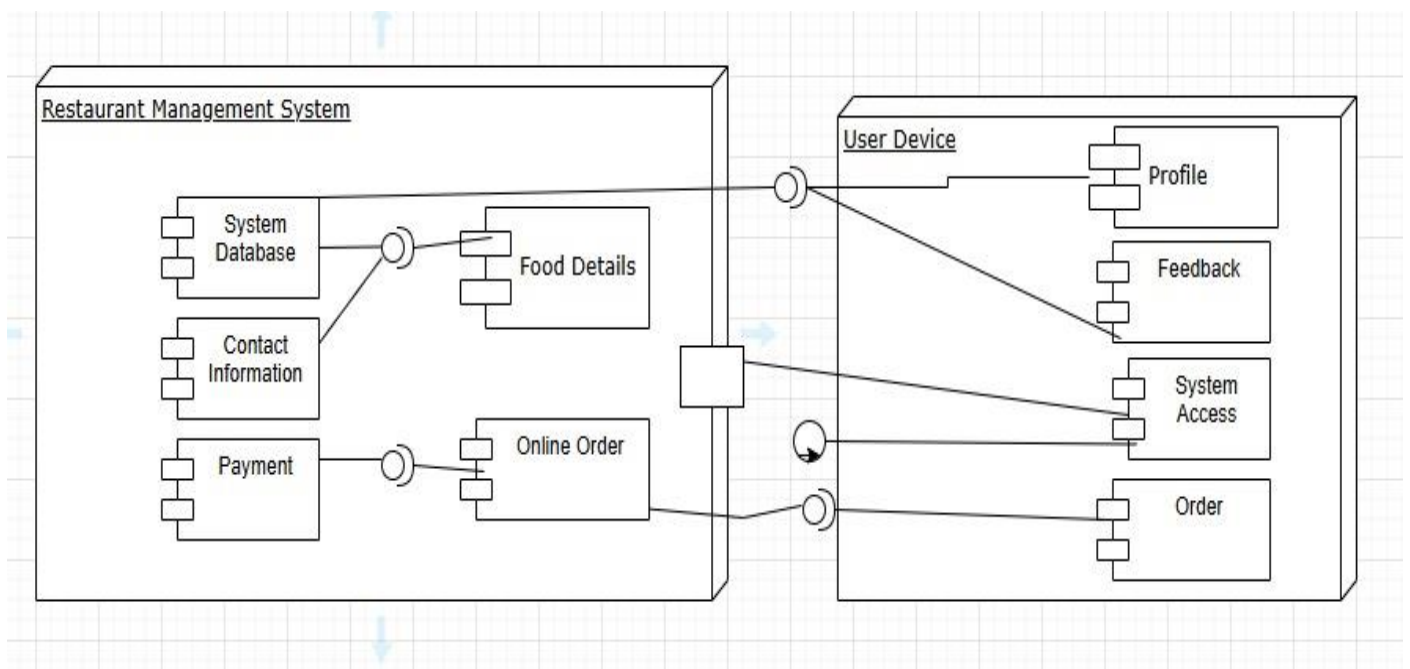 Restaurant Management System
System
Database
Food Details
Contact
Information
Payment
Online Order
User Device
Profile
Feedback
System
Access
Order